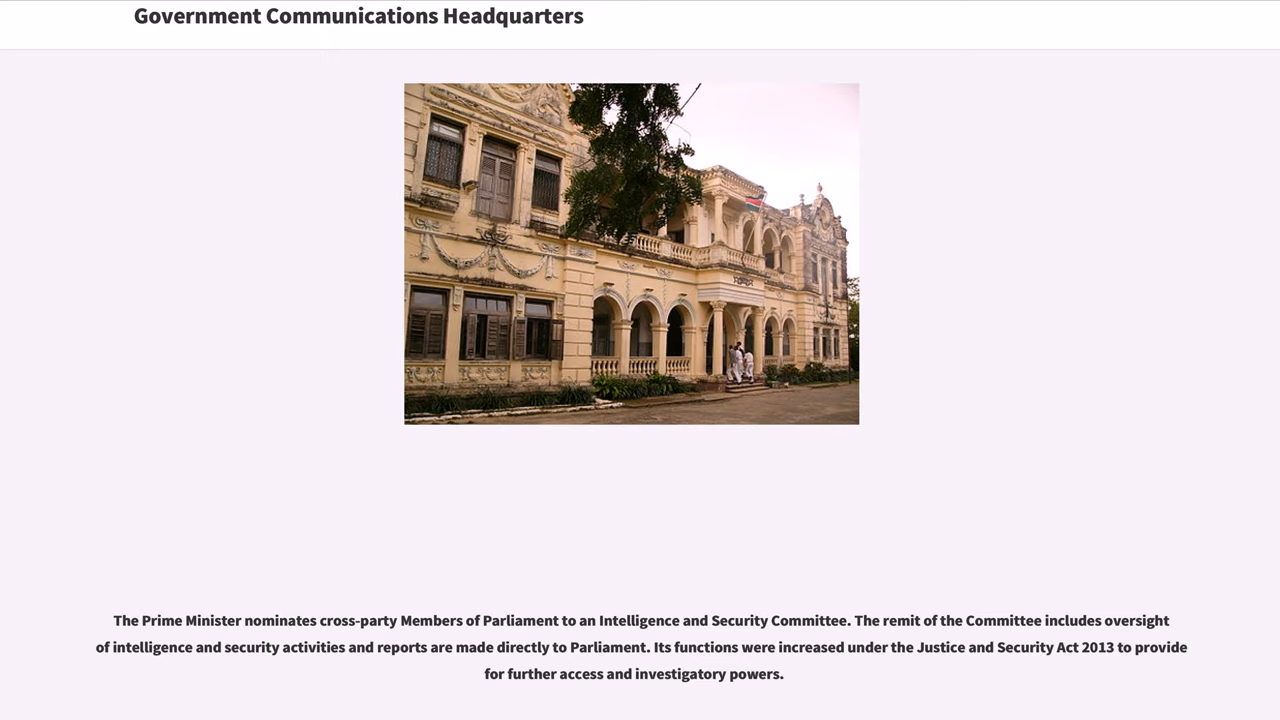 Government Communications Headquarters
The Prime Minister nominates cross-party Members of Parliament to an Intelligence and Security Committee. The remit of the Committee includes oversight
of intelligence and security activities and reports are made directly to Parliament. Its functions were increased under the Justice and Security Act 2013 to provide
for further access and investigatory powers.